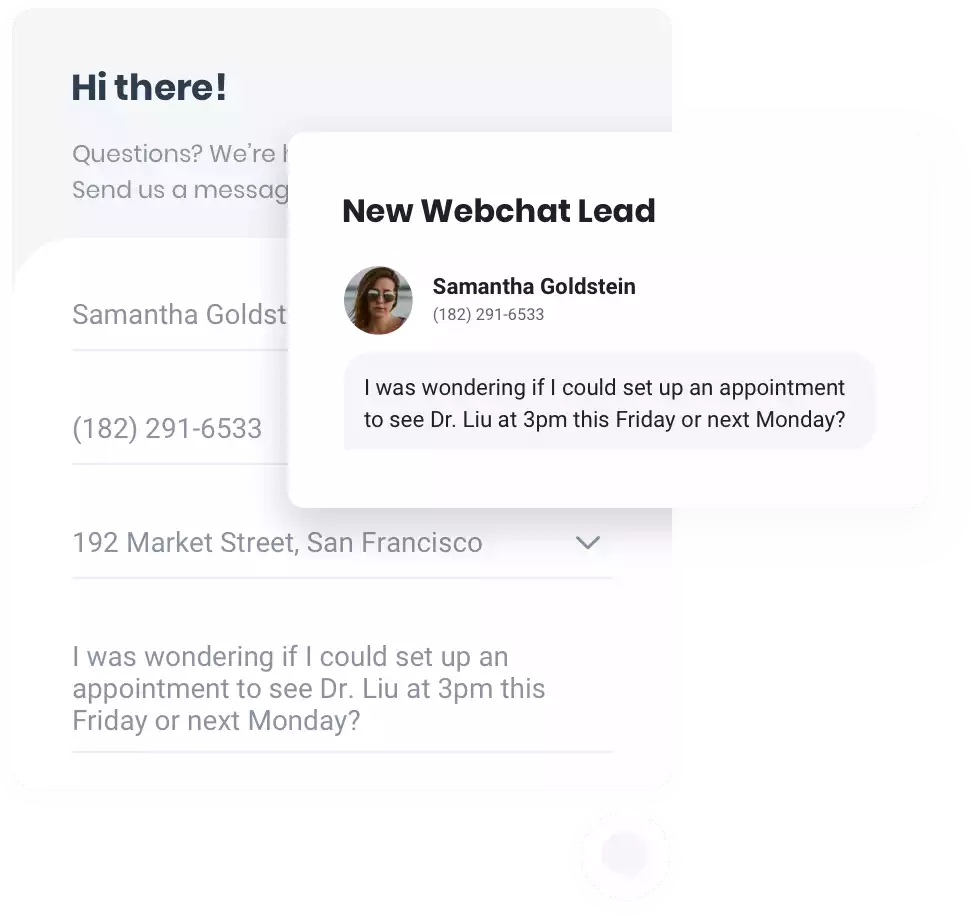 Hi there!
Questions? We're
Send us a messag
New Webchat Lead
Samantha Goldstein
(182) 291-6533
I was wondering if I could set up an appointment
to see Dr. Liu at 3pm this Friday or next Monday?
Samantha Goldst
(182) 291-6533
192 Market Street, San Francisco
I was wondering if I could set up an
appointment to see Dr. Liu at 3pm this
Friday or next Monday?